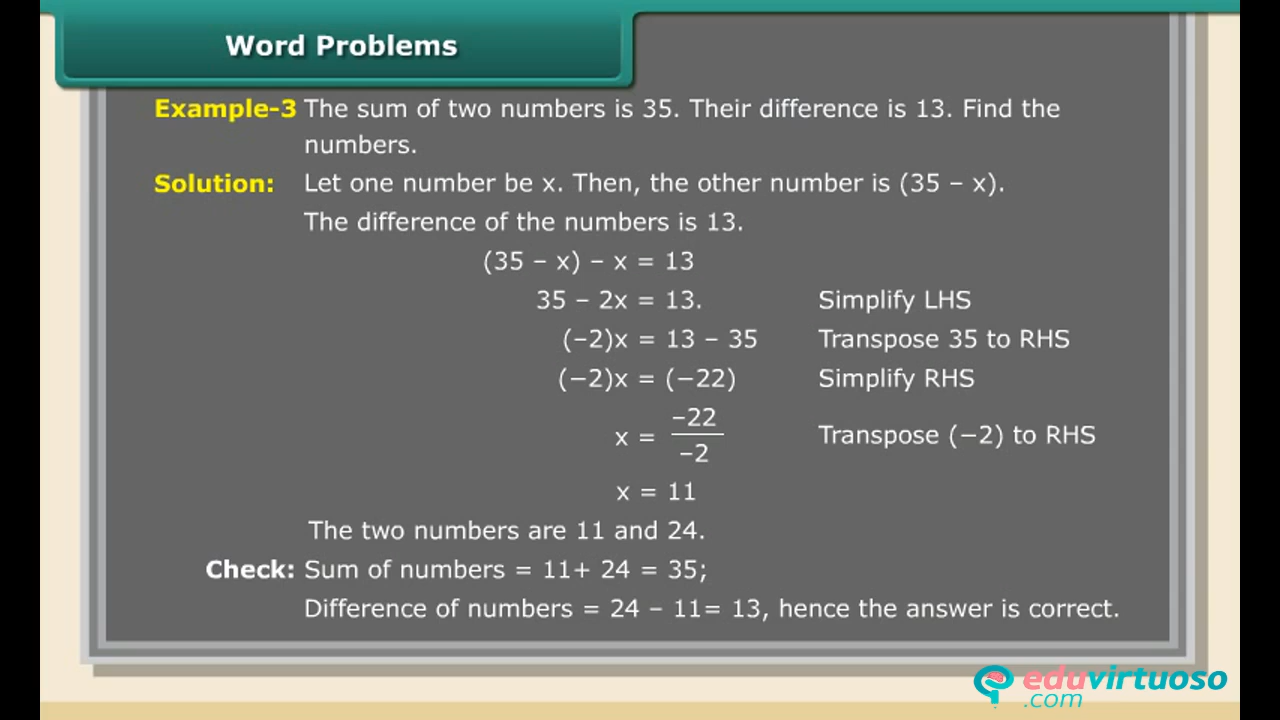 Word Problems
Example-3 The sum of two numbers is 35. Their difference is 13. Find the
numbers.
Solution: Let one number be x. Then, the other number is (35 – x).
The difference of the numbers is 13.
(35 – x) – x = 13
35 – 2x = 13. Simplify LHS
(–2)x = 13 – 35 Transpose 35 to RHS
(−2)x = (−22) Simplify RHS
x = –22/–2 Transpose (−2) to RHS
x = 11
The two numbers are 11 and 24.
Check: Sum of numbers = 11+ 24 = 35;
Difference of numbers = 24 – 11= 13, hence the answer is correct.
eduvirtuoso
.com